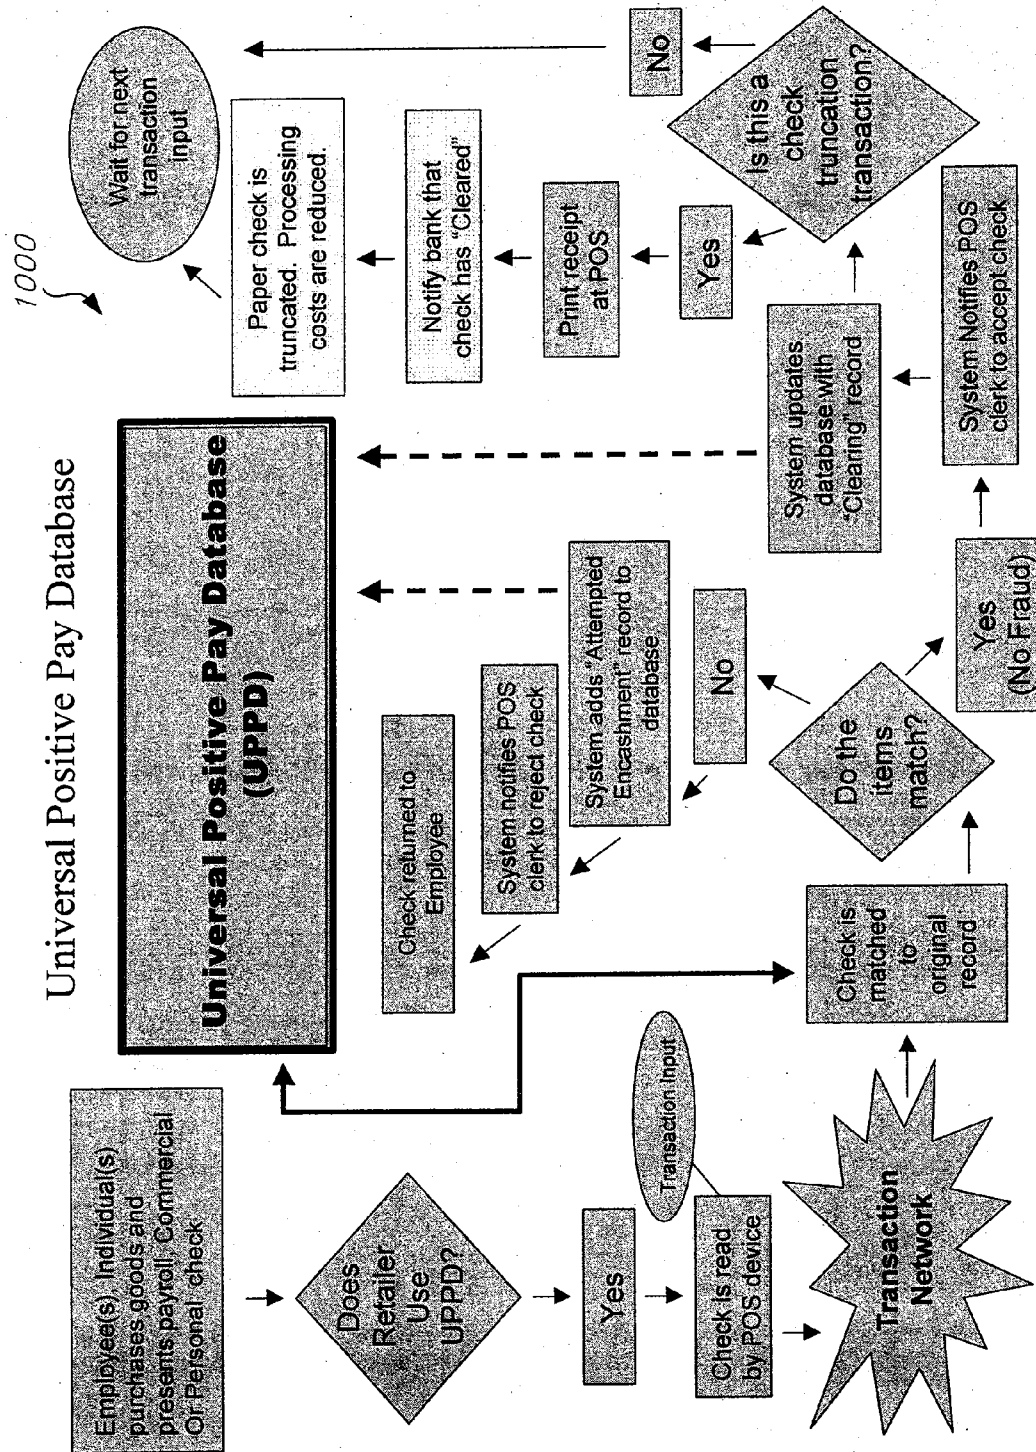 Universal Positive Pay Database
1000
Employee(s), Individual(s)
purchases goods and
presents payroll, Commercial
Or Personal check
Does
Retailer
Use
UPPD?
Yes
Check is read
by POS device
Transaction Input
Transaction
Network
Universal Positive Pay Database
(UPPD)
Check is
matched
to
original
record
Do the
items
match?
No
System adds "Attempted
Encashment" record to
database
System notifies POS
clerk to reject check
Check returned to
Employee
Yes
(No Fraud)
System Notifies POS
clerk to accept check
System updates
database with
"Clearing" record
Is this a
check
truncation
transaction?
Yes
Print receipt
at POS
Notify bank that
check has "Cleared"
Paper check is
truncated. Processing
costs are reduced.
No
Wait for next
transaction
input